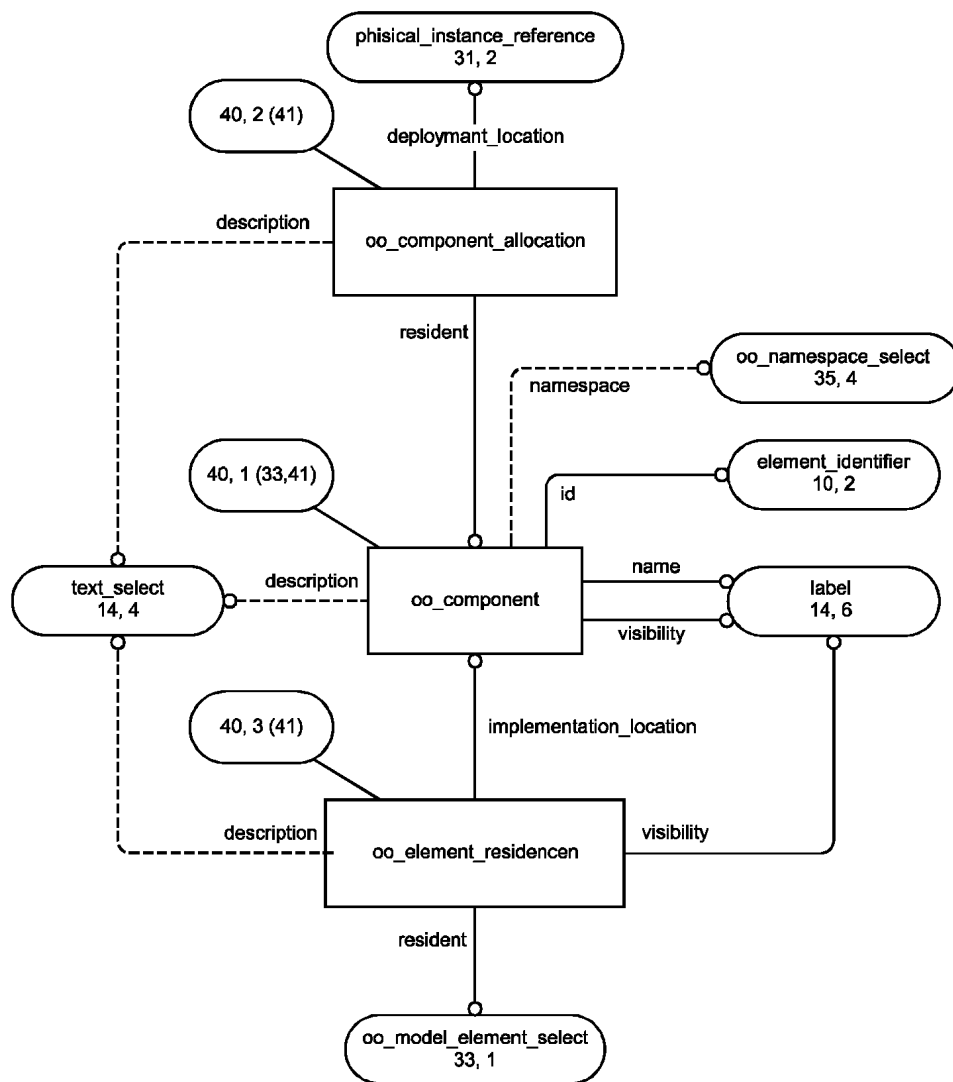 phisical_instance_reference
31, 2
40, 2 (41)
deploymant_location
description
oo_component_allocation
resident
oo_namespace_select
35, 4
namespace
40, 1 (33,41)
element_identifier
10, 2
id
text_select
14, 4
description
oo_component
name
visibility
label
14, 6
40, 3 (41)
implementation_location
description
oo_element_residencen
visibility
resident
oo_model_element_select
33, 1